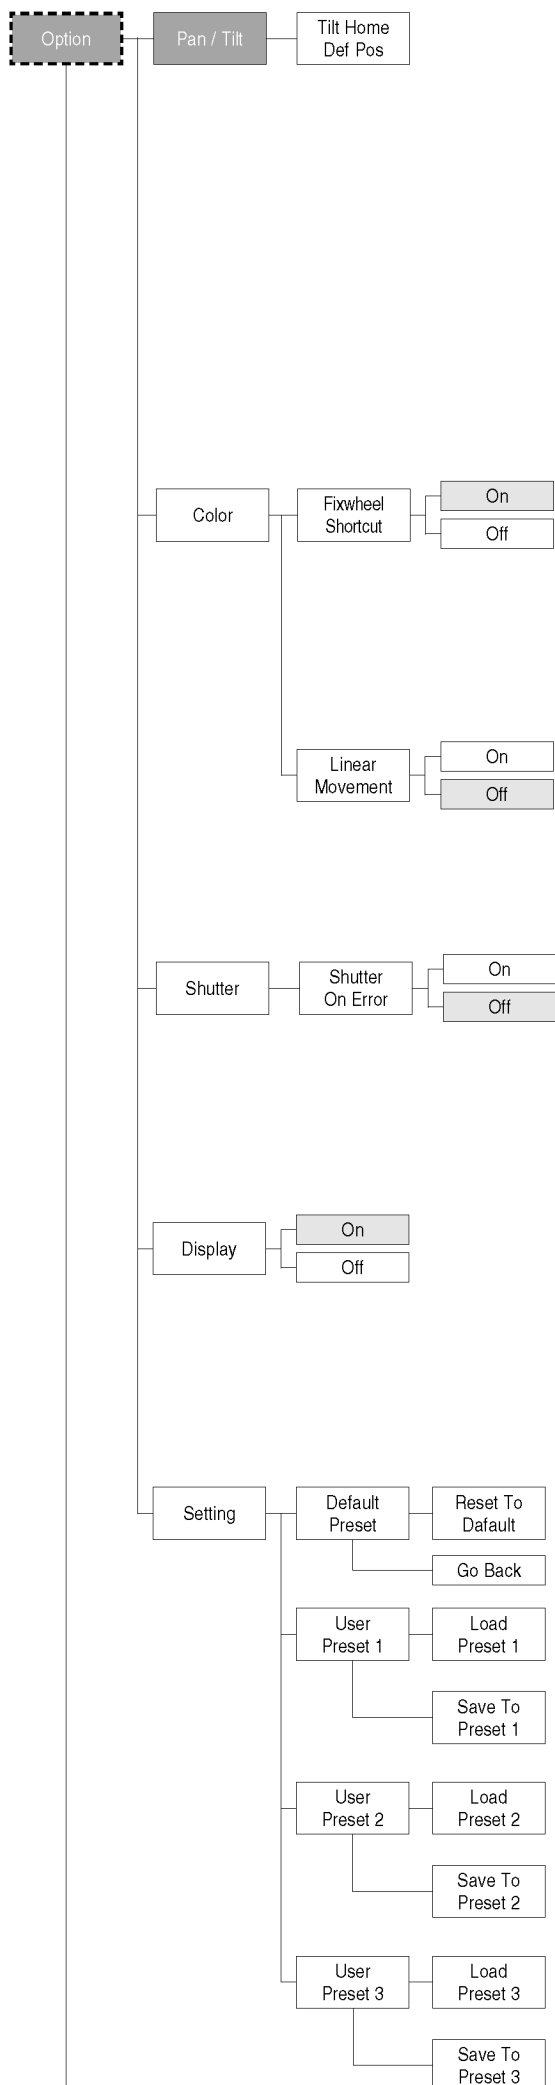 Option
Pan / Tilt
Tilt Home
Def Pos
Color
Fixwheel
Shortcut
On
Off
Linear
Movement
On
Off
Shutter
Shutter
On Error
On
Off
Display
On
Off
Setting
Default
Preset
Reset To
Dafault
Go Back
User
Preset 1
Load
Preset 1
Save To
Preset 1
User
Preset 2
Load
Preset 2
Save To
Preset 2
User
Preset 3
Load
Preset 3
Save To
Preset 3